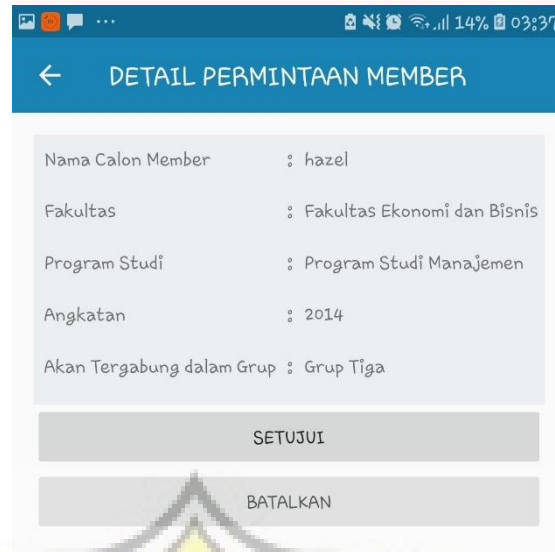 14% 03:37
DETAIL PERMINTAAN MEMBER
Nama Calon Member : hazel
Fakultas : Fakultas Ekonomi dan Bisnis
Program Studi : Program Studi Manajemen
Angkatan : 2014
Akan Tergabung dalam Grup : Grup Tiga
SETUJUI
BATALKAN